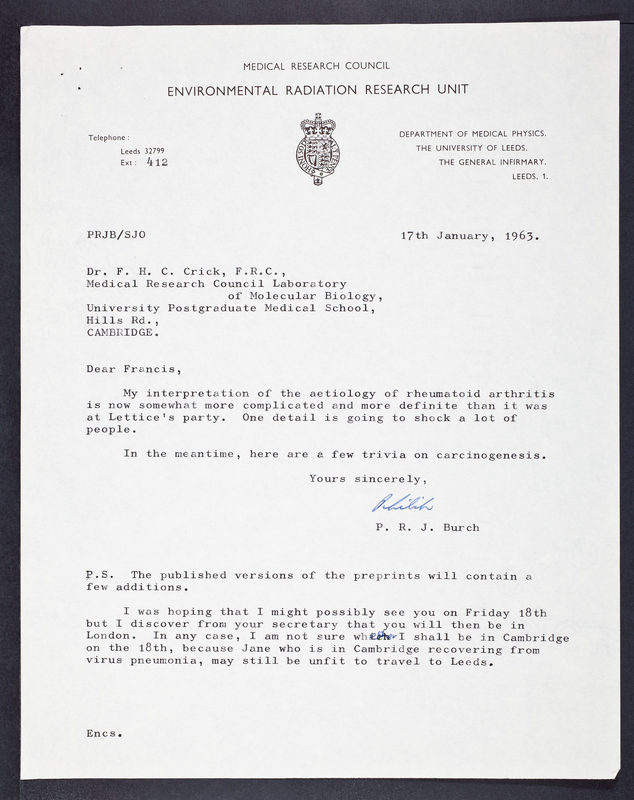 MEDICAL RESEARCH COUNCIL
ENVIRONMENTAL RADIATION RESEARCH UNIT
Telephone:
Leeds 32799
Ext: 412
DEPARTMENT OF MEDICAL PHYSICS,
THE UNIVERSITY OF LEEDS,
THE GENERAL INFIRMARY,
LEEDS, 1.
PRJB/SJO
17th January, 1963.
Dr. F. H. C. Crick, F.R.C.,
Medical Research Council Laboratory
of Molecular Biology,
University Postgraduate Medical School,
Hills Rd.,
CAMBRIDGE.
Dear Francis,
My interpretation of the aetiology of rheumatoid arthritis
is now somewhat more complicated and more definite than it was
at Lettice's party. One detail is going to shock a lot of
people.
In the meantime, here are a few trivia on carcinogenesis.
Yours sincerely,
Philip
P. R. J. Burch
P.S. The published versions of the preprints will contain a
few additions.
I was hoping that I might possibly see you on Friday 18th
but I discover from your secretary that you will then be in
London. In any case, I am not sure whether I shall be in Cambridge
on the 18th, because Jane who is in Cambridge recovering from
virus pneumonia, may still be unfit to travel to Leeds.
Encs.